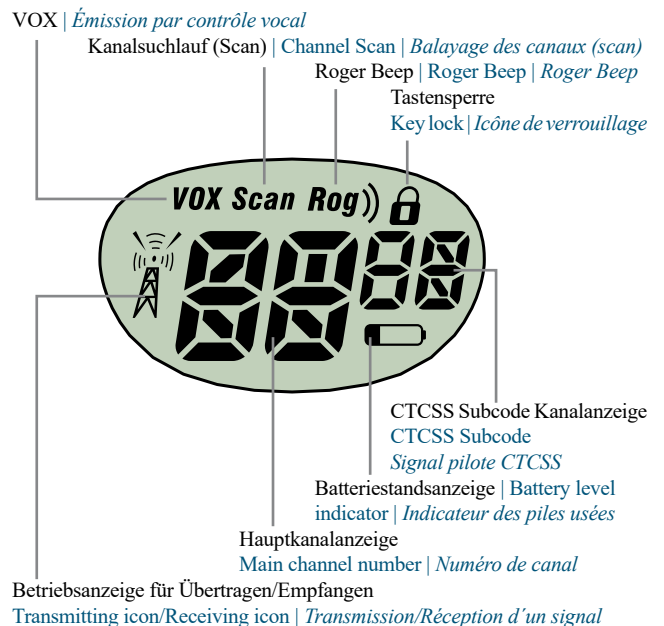 VOX | Émission par contrôle vocal
Kanalsuchlauf (Scan) | Channel Scan | Balayage des canaux (scan)
Roger Beep | Roger Beep | Roger Beep
Tastensperre
Key lock | Icône de verrouillage
VOX Scan Rog
88 88
CTCSS Subcode Kanalanzeige
CTCSS Subcode
Signal pilote CTCSS
Batteriestandsanzeige | Battery level
indicator | Indicateur des piles usées
Hauptkanalanzeige
Main channel number | Numéro de canal
Betriebsanzeige für Übertragen/Empfangen
Transmitting icon/Receiving icon | Transmission/Réception d´un signal